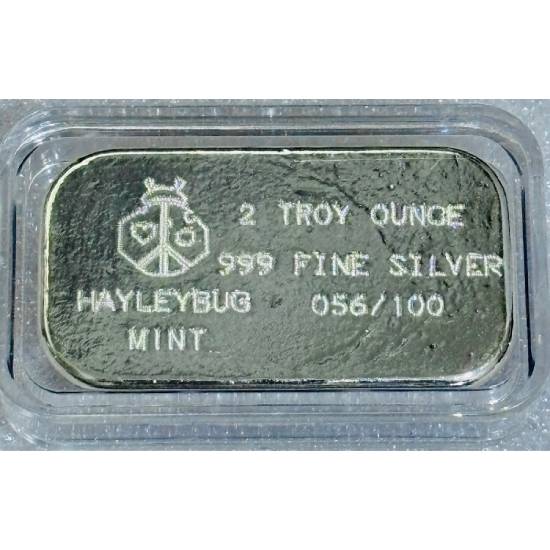 2 TROY OUNCE
999 FINE SILVER
HAYLEYBUG 056/100
MINT